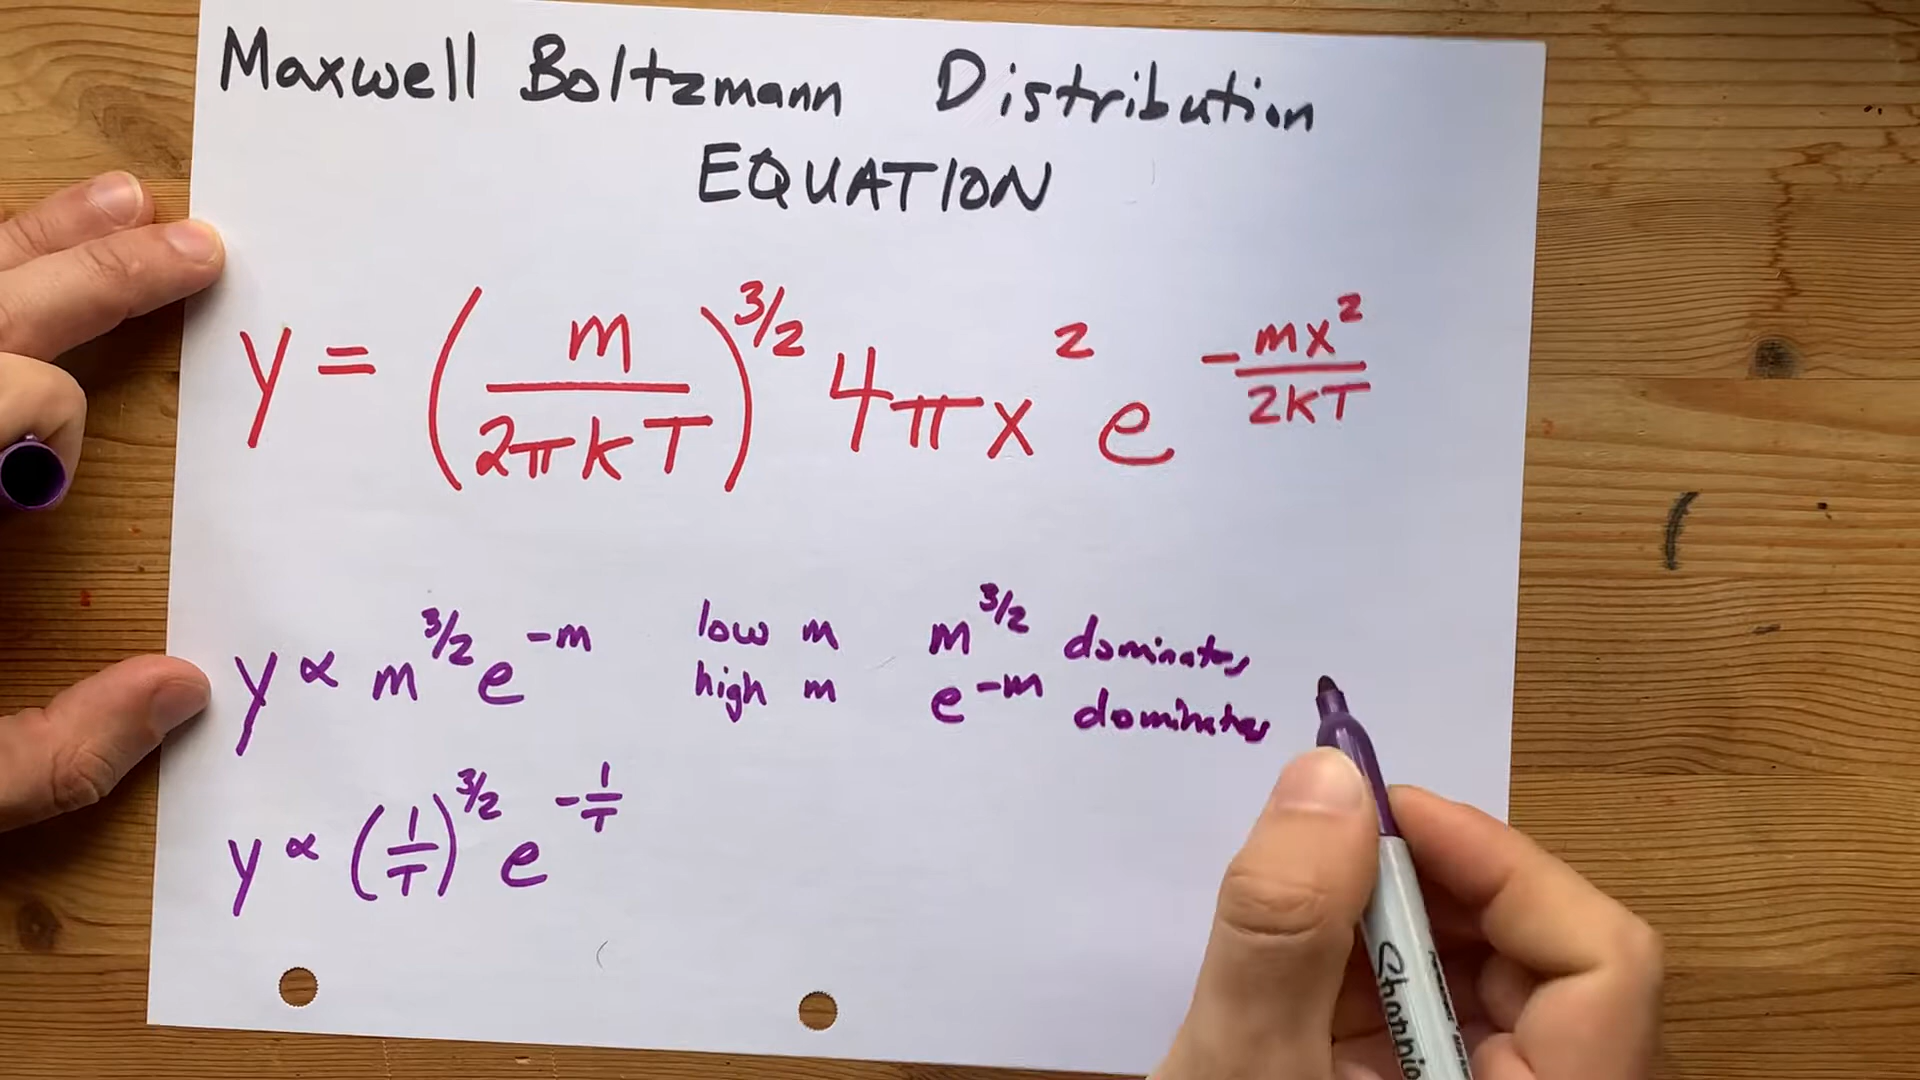 Maxwell Boltzmann Distribution
EQUATION
y = (m/2πkT)^3/2 4πx^2 e^-mx^2/2kT
y ∝ m^3/2 e^-m low m m^3/2 dominates
high m e^-m dominates
y ∝ (1/T)^3/2 e^-1/T
Sharpie